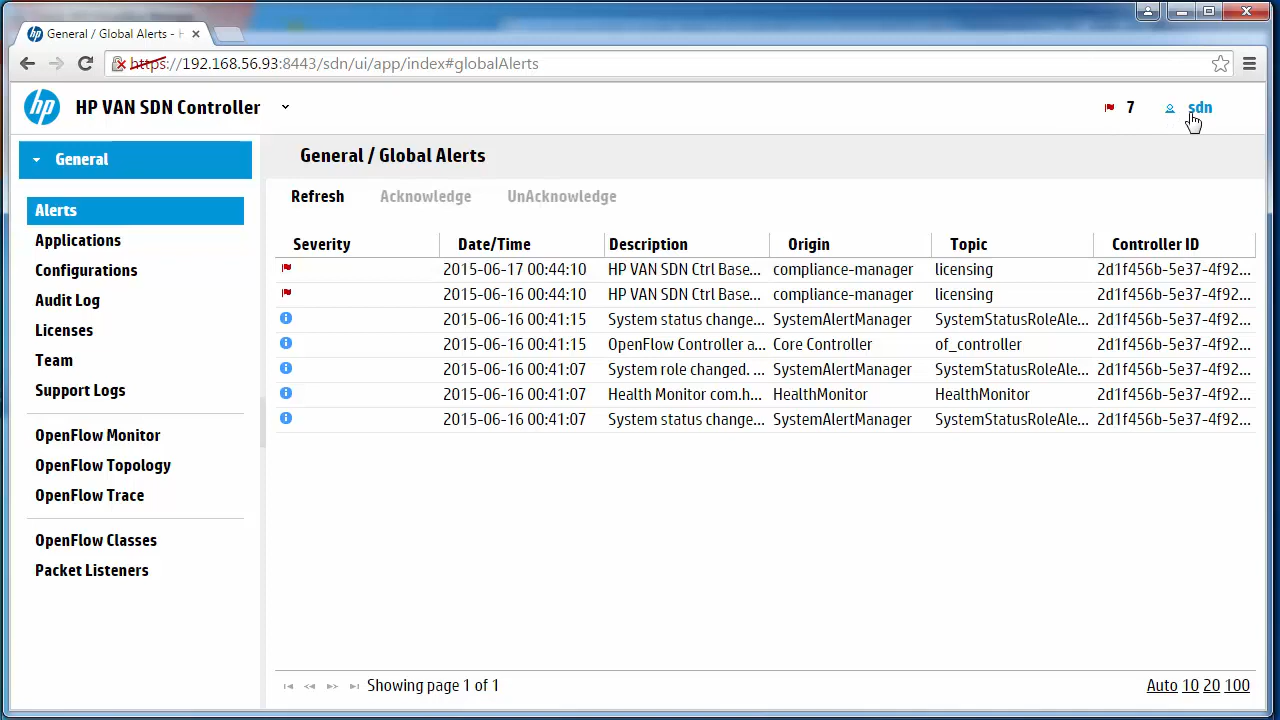 General / Global Alerts -
https://192.168.56.93:8443/sdn/ui/app/index#globalAlerts
hp HP VAN SDN Controller 7 sdn
General
Alerts
Applications
Configurations
Audit Log
Licenses
Team
Support Logs
OpenFlow Monitor
OpenFlow Topology
OpenFlow Trace
OpenFlow Classes
Packet Listeners
General / Global Alerts
Refresh Acknowledge UnAcknowledge
Severity Date/Time Description Origin Topic Controller ID
2015-06-17 00:44:10 HP VAN SDN Ctrl Base... compliance-manager licensing 2d1f456b-5e37-4f92...
2015-06-16 00:44:10 HP VAN SDN Ctrl Base... compliance-manager licensing 2d1f456b-5e37-4f92...
2015-06-16 00:41:15 System status change... SystemAlertManager SystemStatusRoleAle... 2d1f456b-5e37-4f92...
2015-06-16 00:41:15 OpenFlow Controller a... Core Controller of_controller 2d1f456b-5e37-4f92...
2015-06-16 00:41:07 System role changed. ... SystemAlertManager SystemStatusRoleAle... 2d1f456b-5e37-4f92...
2015-06-16 00:41:07 Health Monitor com.h... HealthMonitor HealthMonitor 2d1f456b-5e37-4f92...
2015-06-16 00:41:07 System status change... SystemAlertManager SystemStatusRoleAle... 2d1f456b-5e37-4f92...
Showing page 1 of 1 Auto 10 20 100